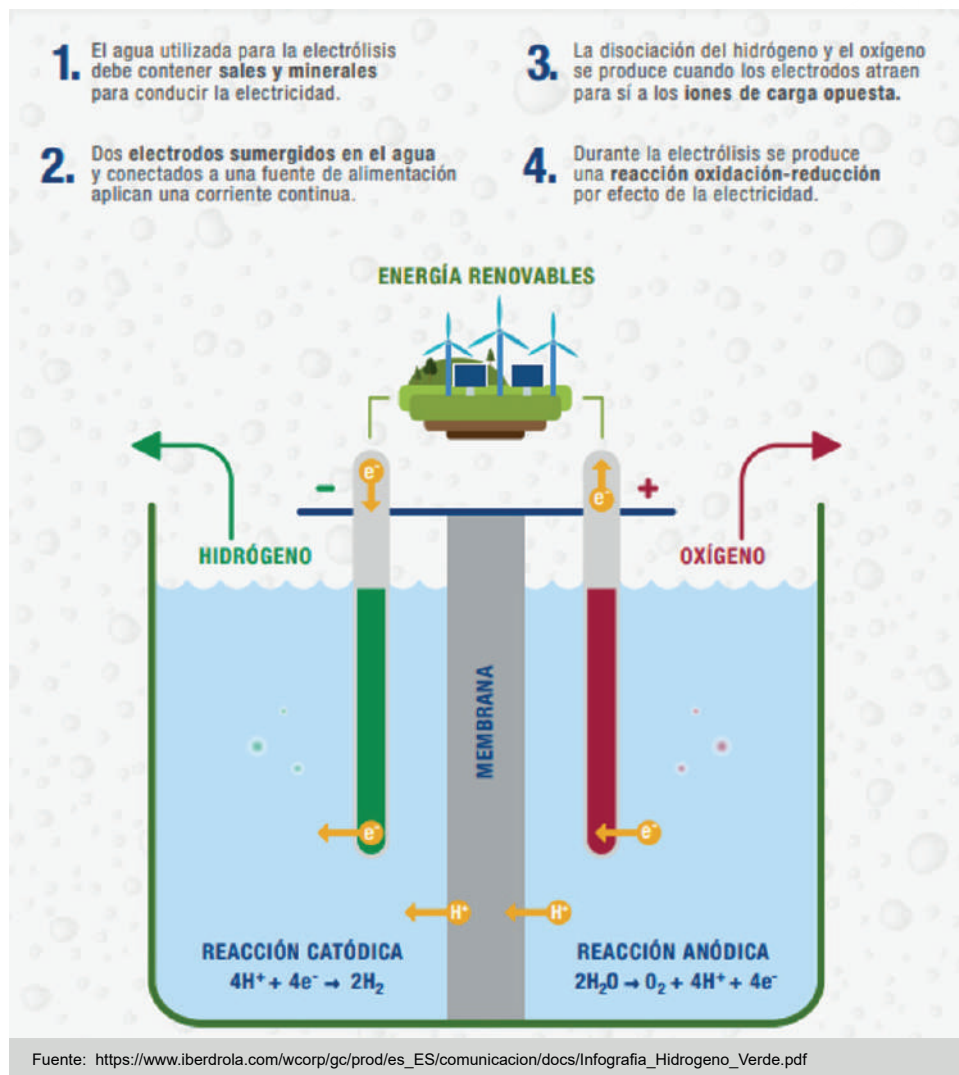 1. El agua utilizada para la electrólisis
debe contener sales y minerales
para conducir la electricidad.
2. Dos electrodos sumergidos en el agua
y conectados a una fuente de alimentación
aplican una corriente continua.
3. La disociación del hidrógeno y el oxígeno
se produce cuando los electrodos atraen
para sí a los iones de carga opuesta.
4. Durante la electrólisis se produce
una reacción oxidación-reducción
por efecto de la electricidad.
ENERGÍA RENOVABLES
e⁻
e⁻
−
+
HIDRÓGENO
OXÍGENO
MEMBRANA
e⁻
e⁻
H⁺
H⁺
REACCIÓN CATÓDICA
4H⁺ + 4e⁻ → 2H₂
REACCIÓN ANÓDICA
2H₂O → O₂ + 4H⁺ + 4e⁻
Fuente: https://www.iberdrola.com/wcorp/gc/prod/es_ES/comunicacion/docs/Infografia_Hidrogeno_Verde.pdf